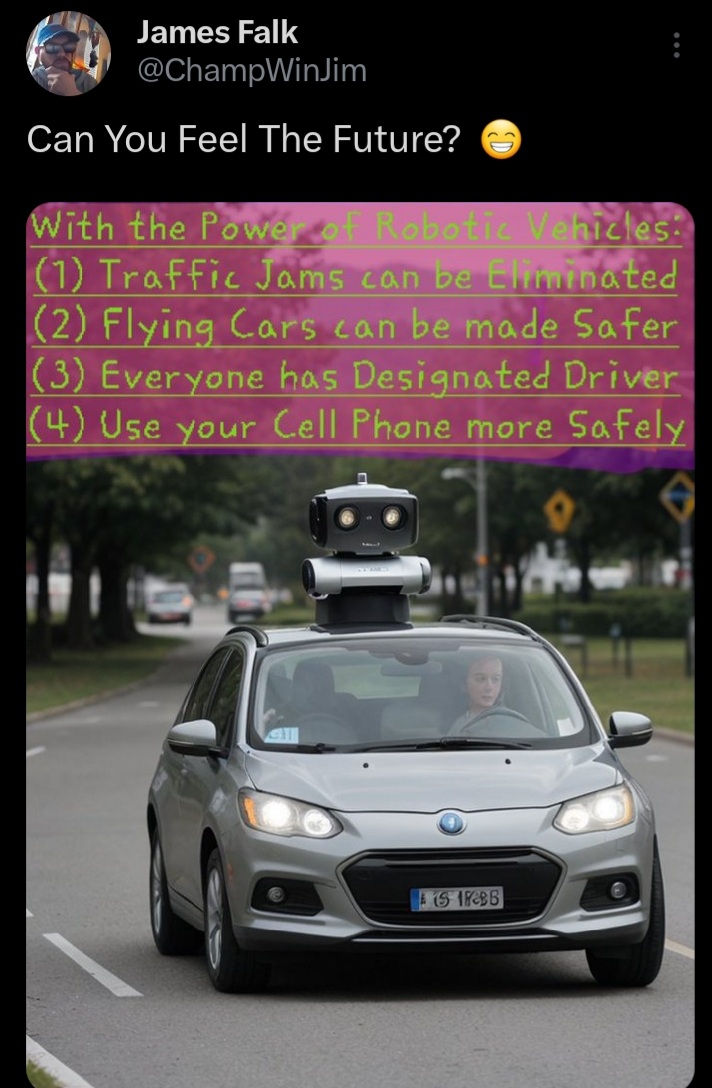 James Falk
@ChampWinJim
Can You Feel The Future? 😁
With the Power of Robotic Vehicles:
(1) Traffic Jams can be Eliminated
(2) Flying Cars can be made Safer
(3) Everyone has Designated Driver
(4) Use your Cell Phone more Safely